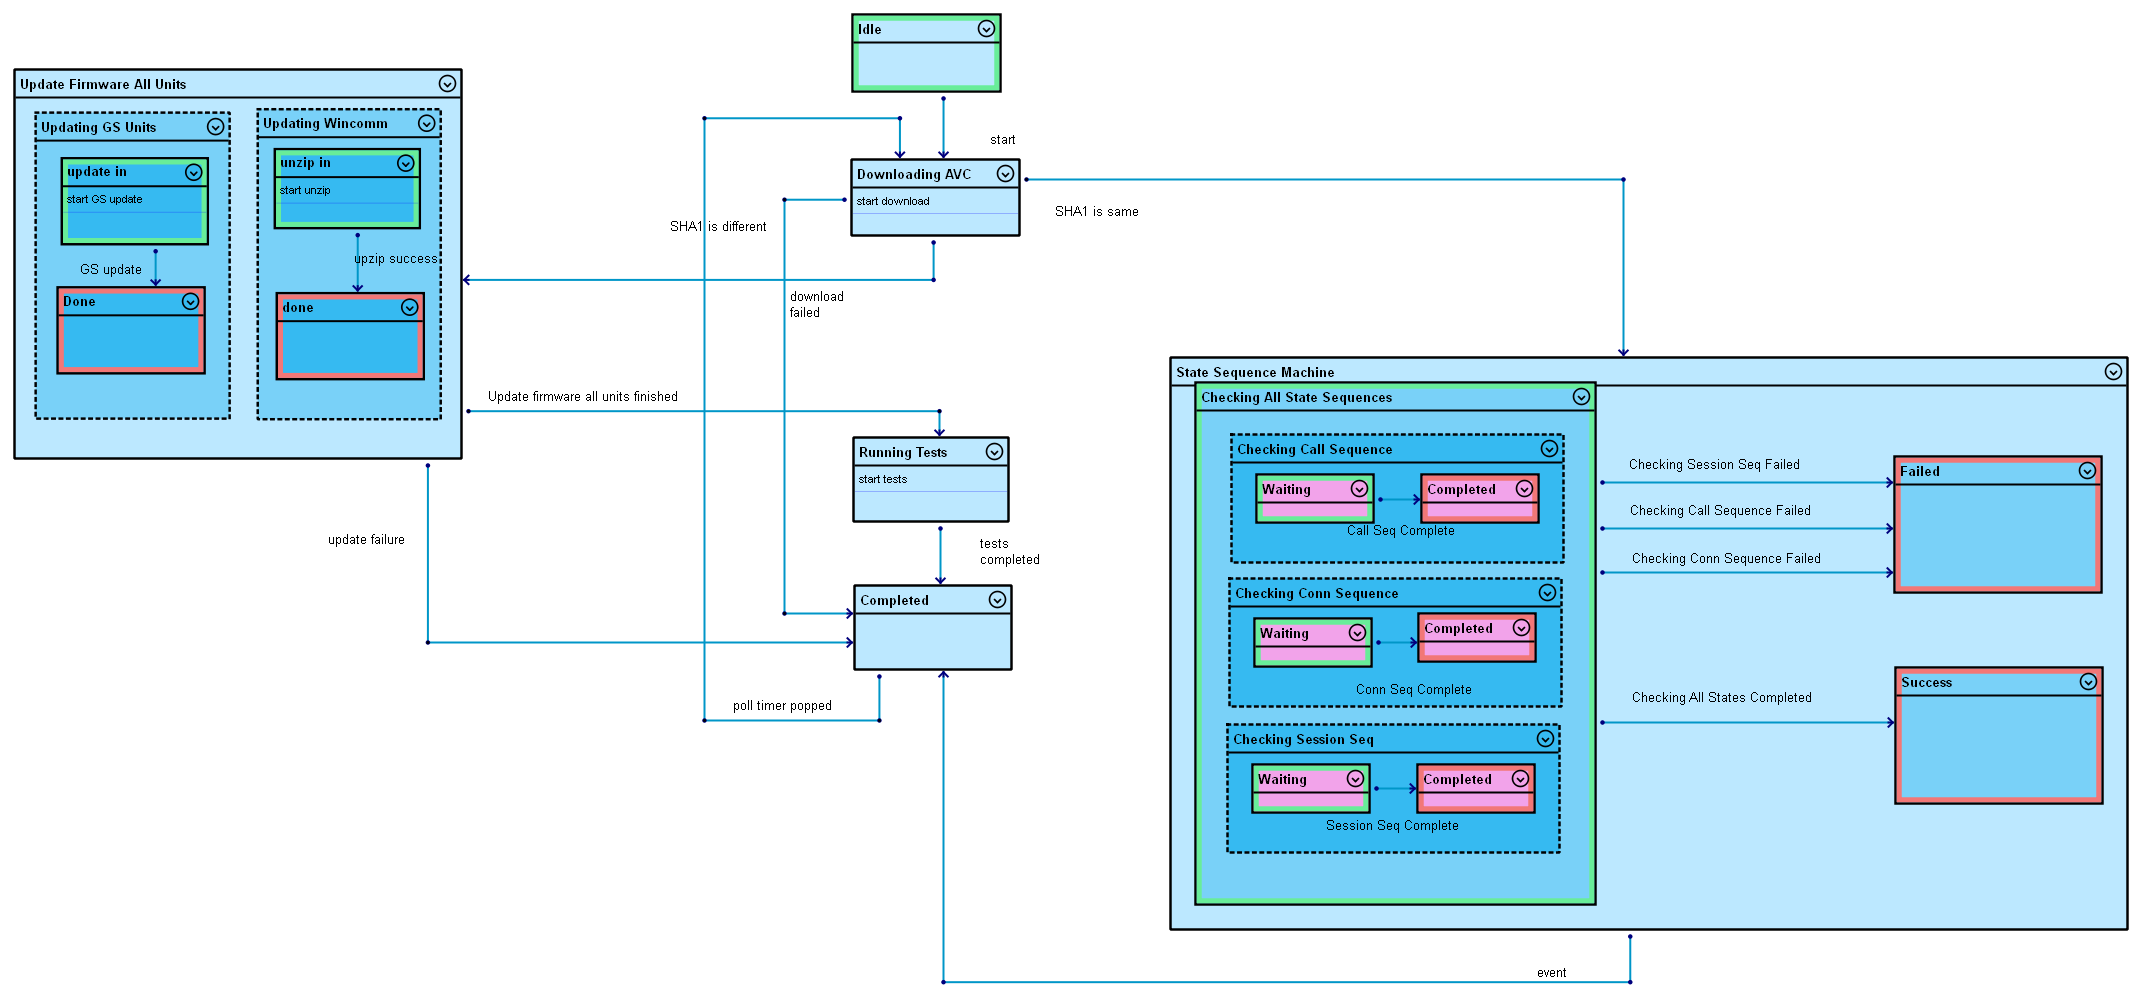 Idle
start
Update Firmware All Units
Updating GS Units
update in
start GS update
GS update
Done
Updating Wincomm
unzip in
start unzip
upzip success
done
Downloading AVC
start download
SHA1 is different
SHA1 is same
download
failed
Update firmware all units finished
Running Tests
start tests
update failure
tests
completed
Completed
poll timer popped
State Sequence Machine
Checking All State Sequences
Checking Call Sequence
Waiting
Completed
Call Seq Complete
Checking Conn Sequence
Waiting
Completed
Conn Seq Complete
Checking Session Seq
Waiting
Completed
Session Seq Complete
Checking Session Seq Failed
Checking Call Sequence Failed
Checking Conn Sequence Failed
Failed
Checking All States Completed
Success
event